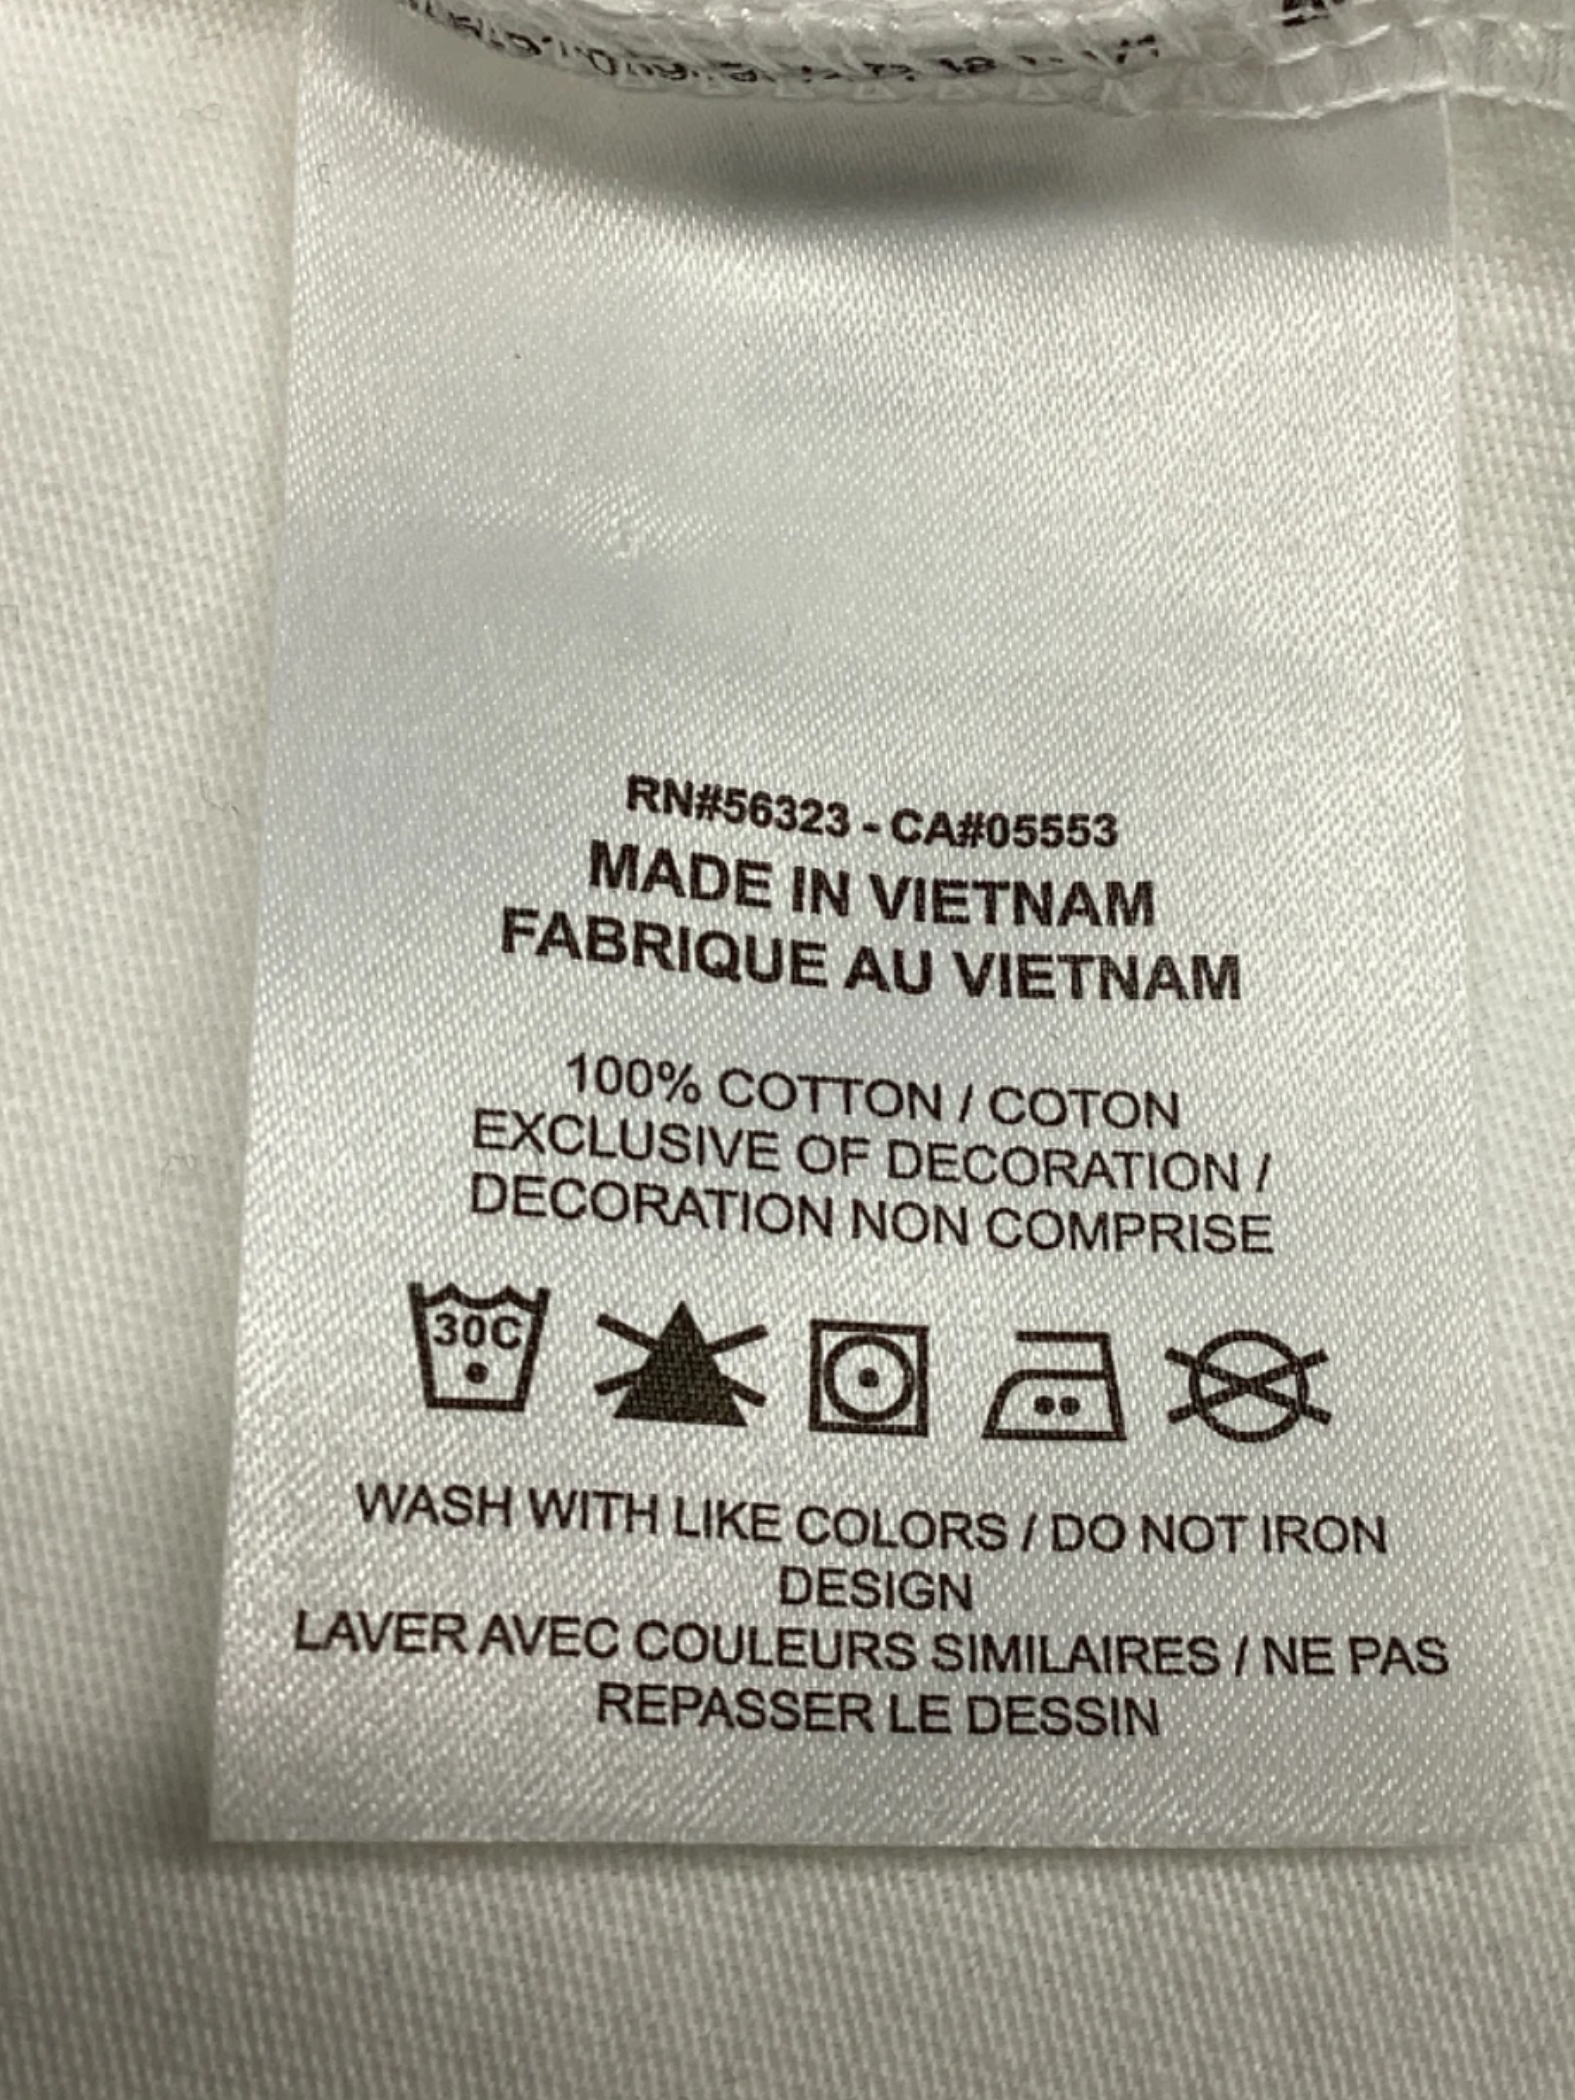 RN#56323 - CA#05553
MADE IN VIETNAM
FABRIQUE AU VIETNAM
100% COTTON / COTON
EXCLUSIVE OF DECORATION /
DECORATION NON COMPRISE
30C
WASH WITH LIKE COLORS / DO NOT IRON
DESIGN
LAVER AVEC COULEURS SIMILAIRES / NE PAS
REPASSER LE DESSIN